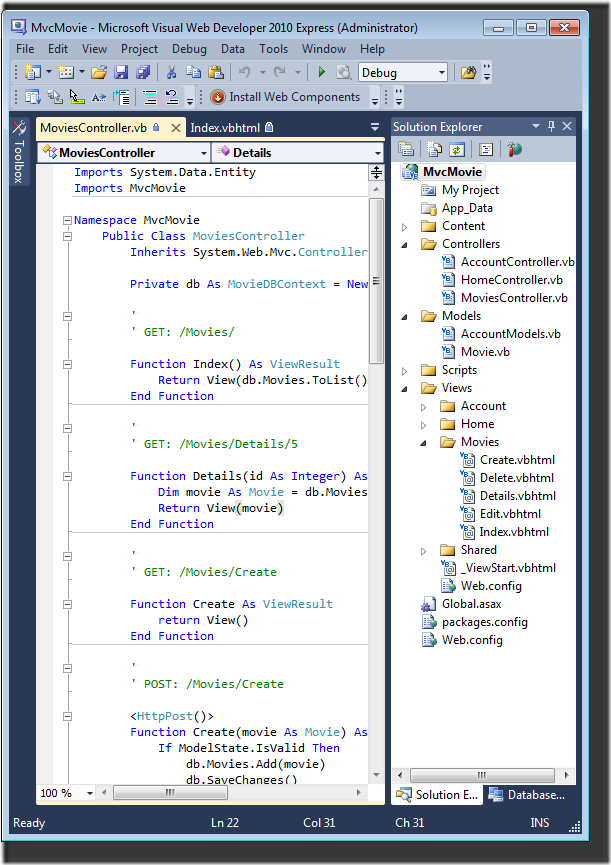 MvcMovie - Microsoft Visual Web Developer 2010 Express (Administrator)
File Edit View Project Debug Data Tools Window Help
Debug
Install Web Components
Toolbox
MoviesController.vb
Index.vbhtml
MoviesController
Details
Imports System.Data.Entity
Imports MvcMovie
Namespace MvcMovie
Public Class MoviesController
Inherits System.Web.Mvc.Controller
Private db As MovieDBContext = New
'
' GET: /Movies/
Function Index() As ViewResult
Return View(db.Movies.ToList()
End Function
'
' GET: /Movies/Details/5
Function Details(id As Integer) As
Dim movie As Movie = db.Movies
Return View(movie)
End Function
'
' GET: /Movies/Create
Function Create As ViewResult
return View()
End Function
'
' POST: /Movies/Create
<HttpPost()>
Function Create(movie As Movie) As
If ModelState.IsValid Then
db.Movies.Add(movie)
db.SaveChanges()
100 %
Solution Explorer
MvcMovie
My Project
App_Data
Content
Controllers
AccountController.vb
HomeController.vb
MoviesController.vb
Models
AccountModels.vb
Movie.vb
Scripts
Views
Account
Home
Movies
Create.vbhtml
Delete.vbhtml
Details.vbhtml
Edit.vbhtml
Index.vbhtml
Shared
_ViewStart.vbhtml
Web.config
Global.asax
packages.config
Web.config
Solution E...
Database...
Ready Ln 22 Col 31 Ch 31 INS